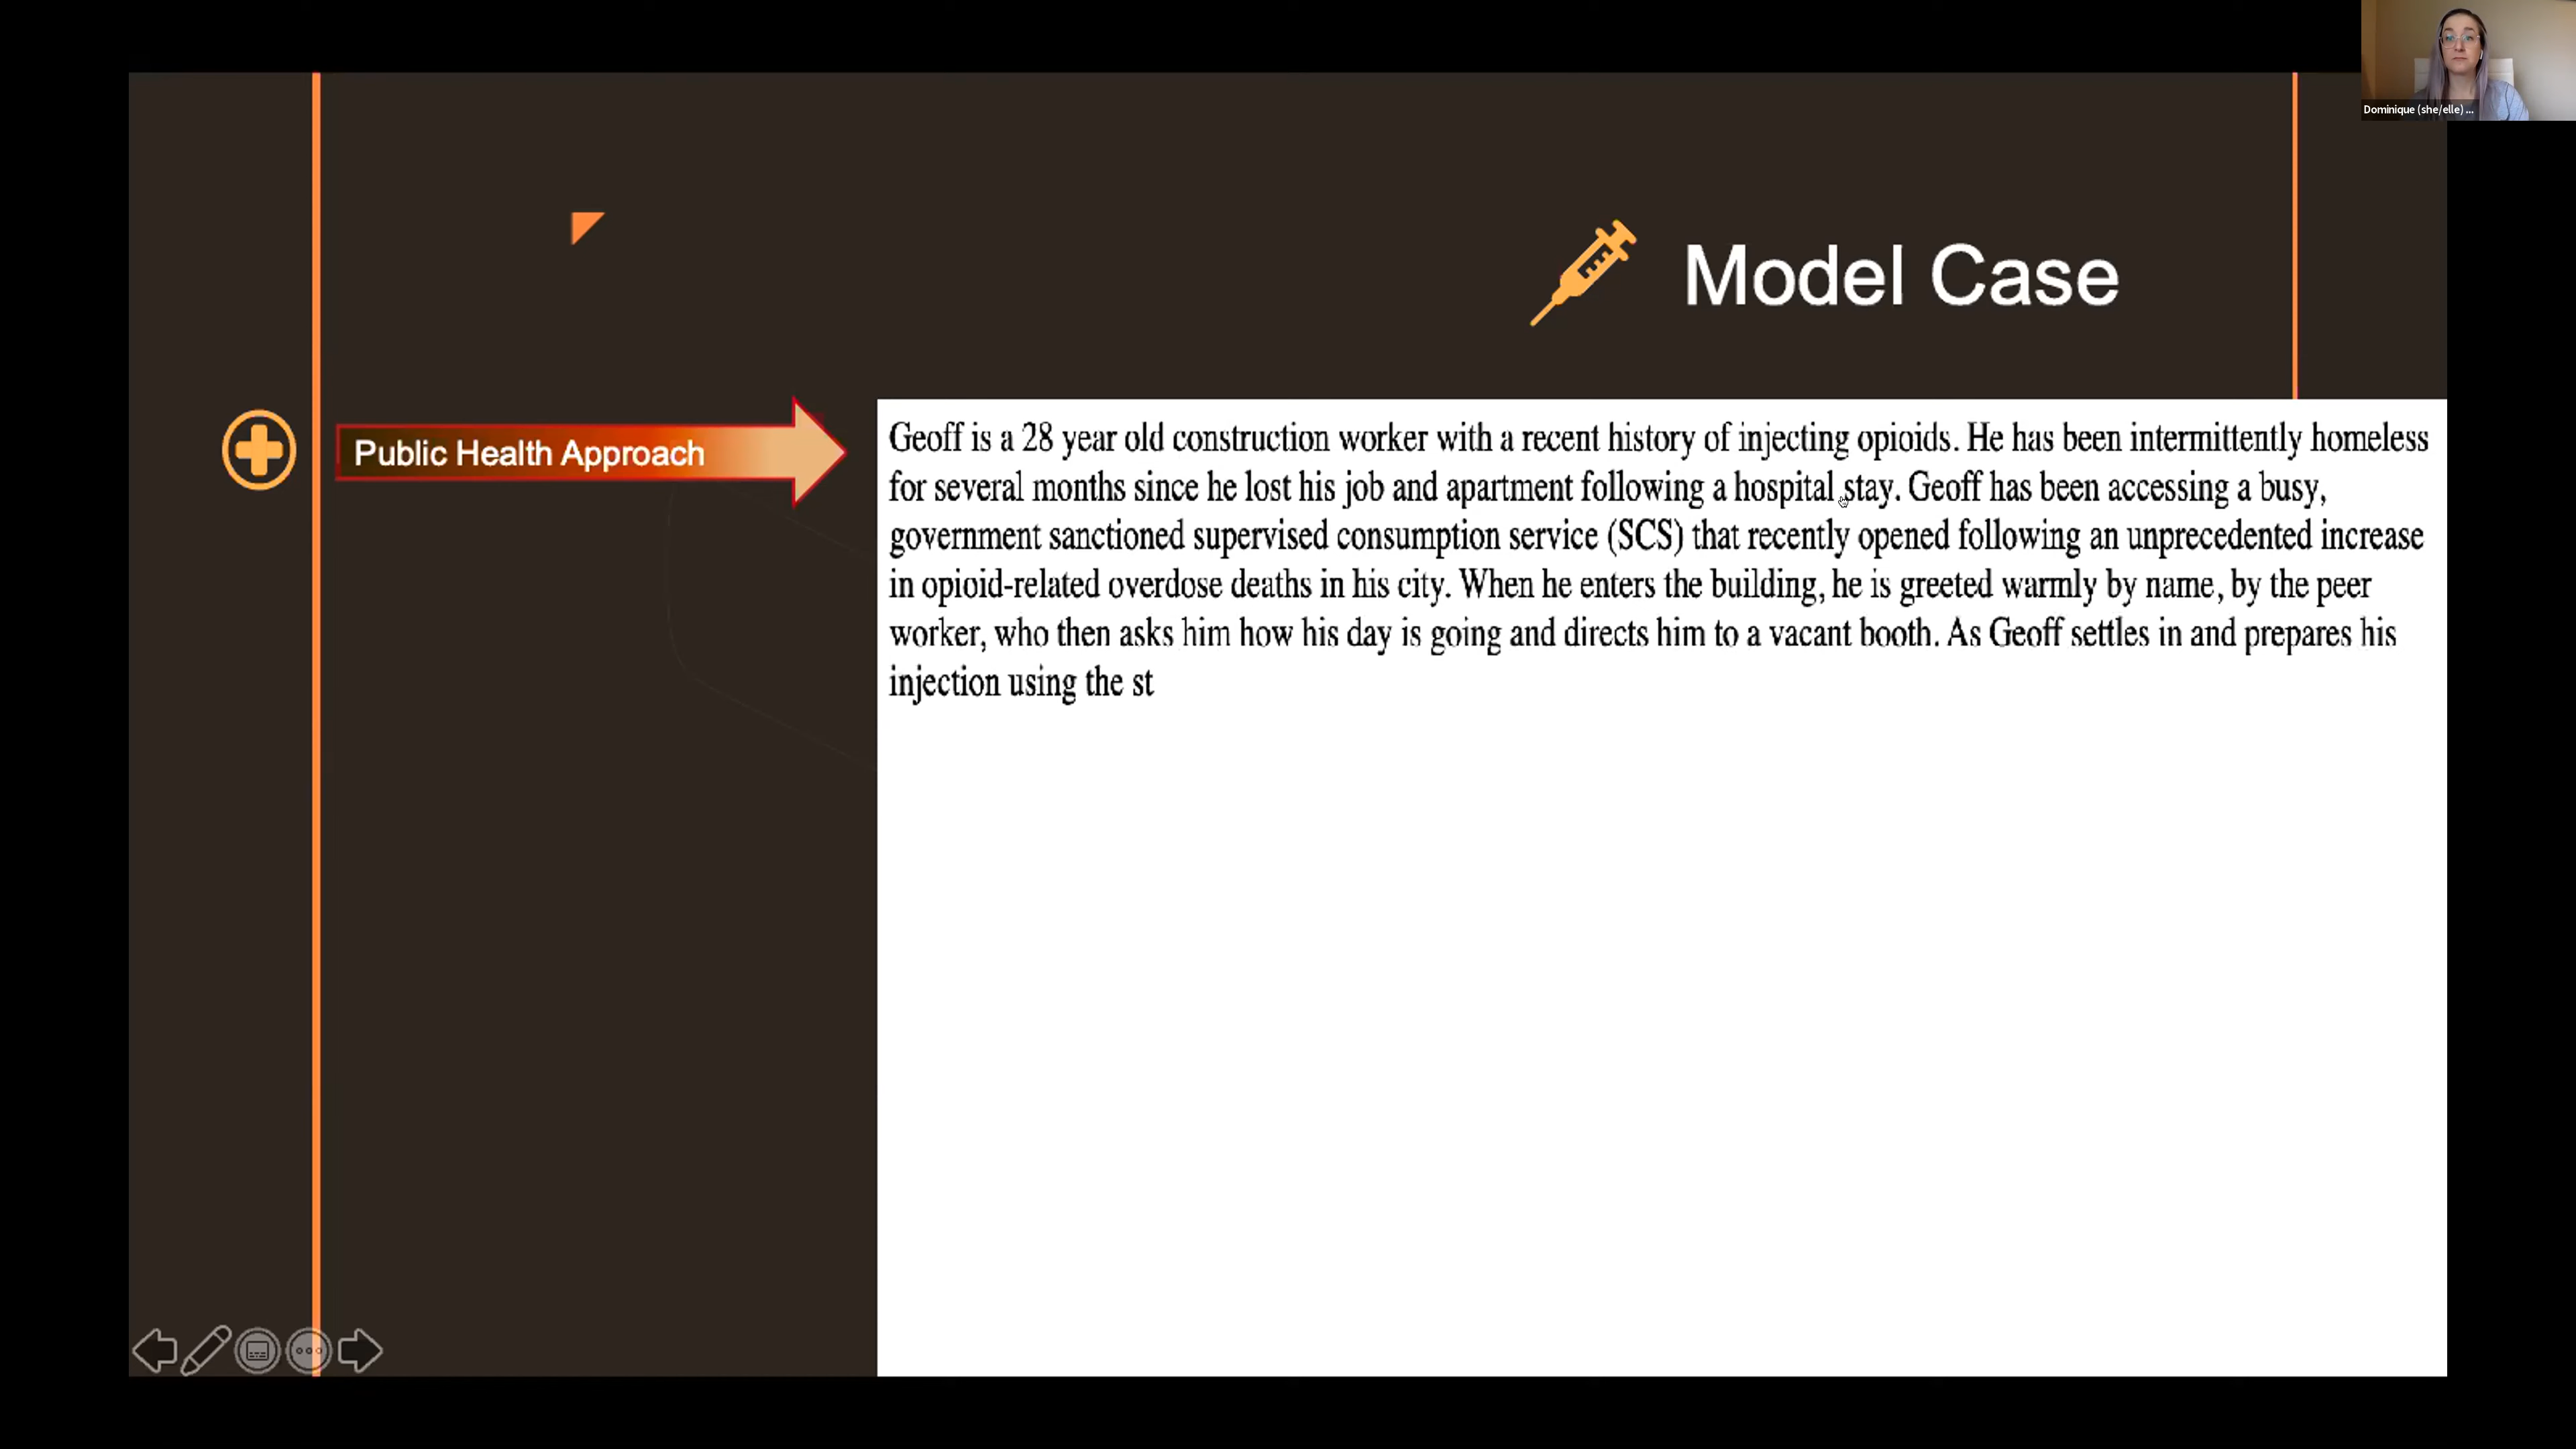 Dominique (she/elle) ...
Model Case
Public Health Approach
Geoff is a 28 year old construction worker with a recent history of injecting opioids. He has been intermittently homeless
for several months since he lost his job and apartment following a hospital stay. Geoff has been accessing a busy,
government sanctioned supervised consumption service (SCS) that recently opened following an unprecedented increase
in opioid-related overdose deaths in his city. When he enters the building, he is greeted warmly by name, by the peer
worker, who then asks him how his day is going and directs him to a vacant booth. As Geoff settles in and prepares his
injection using the st